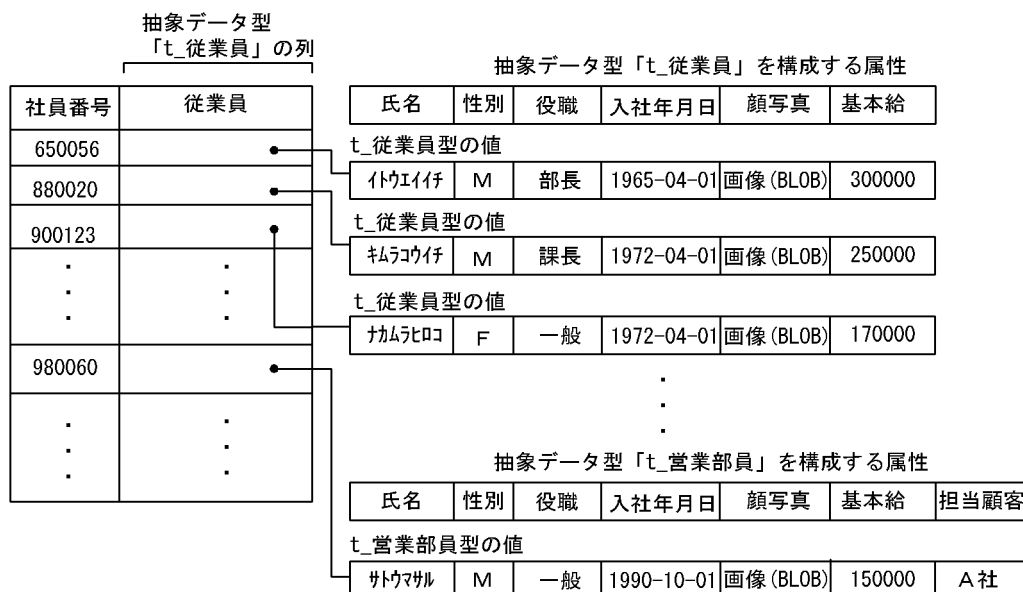 抽象データ型
「t_従業員」の列
抽象データ型「t_従業員」を構成する属性
社員番号 従業員
氏名 性別 役職 入社年月日 顔写真 基本給
650056
t_従業員型の値
ｲﾄｳｴｲｲﾁ M 部長 1965-04-01 画像(BLOB) 300000
880020
t_従業員型の値
900123
ｷﾑﾗｺｳｲﾁ M 課長 1972-04-01 画像(BLOB) 250000
t_従業員型の値
ﾅｶﾑﾗﾋﾛｺ F 一般 1972-04-01 画像(BLOB) 170000
980060
抽象データ型「t_営業部員」を構成する属性
氏名 性別 役職 入社年月日 顔写真 基本給 担当顧客
t_営業部員型の値
ｻﾄｳﾏｻﾙ M 一般 1990-10-01 画像(BLOB) 150000 A社